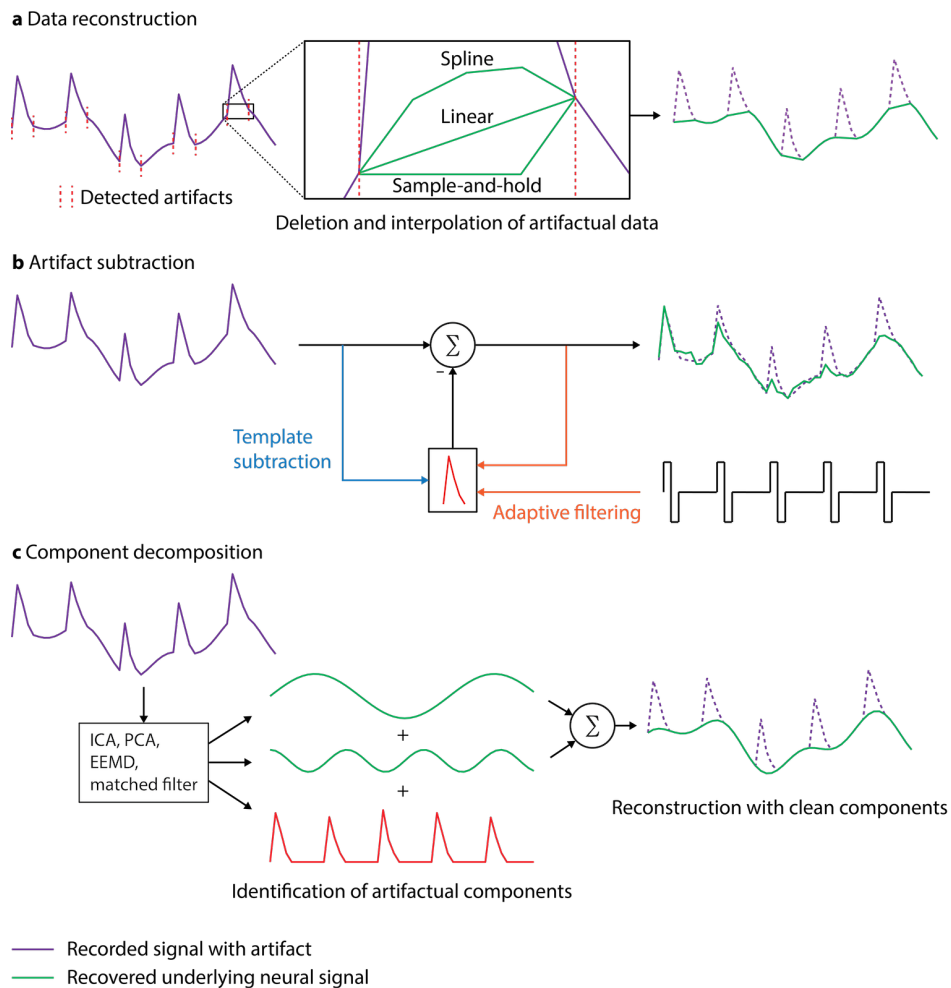 a Data reconstruction
Spline
Linear
Sample-and-hold
Detected artifacts
Deletion and interpolation of artifactual data
b Artifact subtraction
Σ
–
Template
subtraction
Adaptive filtering
c Component decomposition
ICA, PCA,
EEMD,
matched filter
+
+
Σ
Reconstruction with clean components
Identification of artifactual components
Recorded signal with artifact
Recovered underlying neural signal